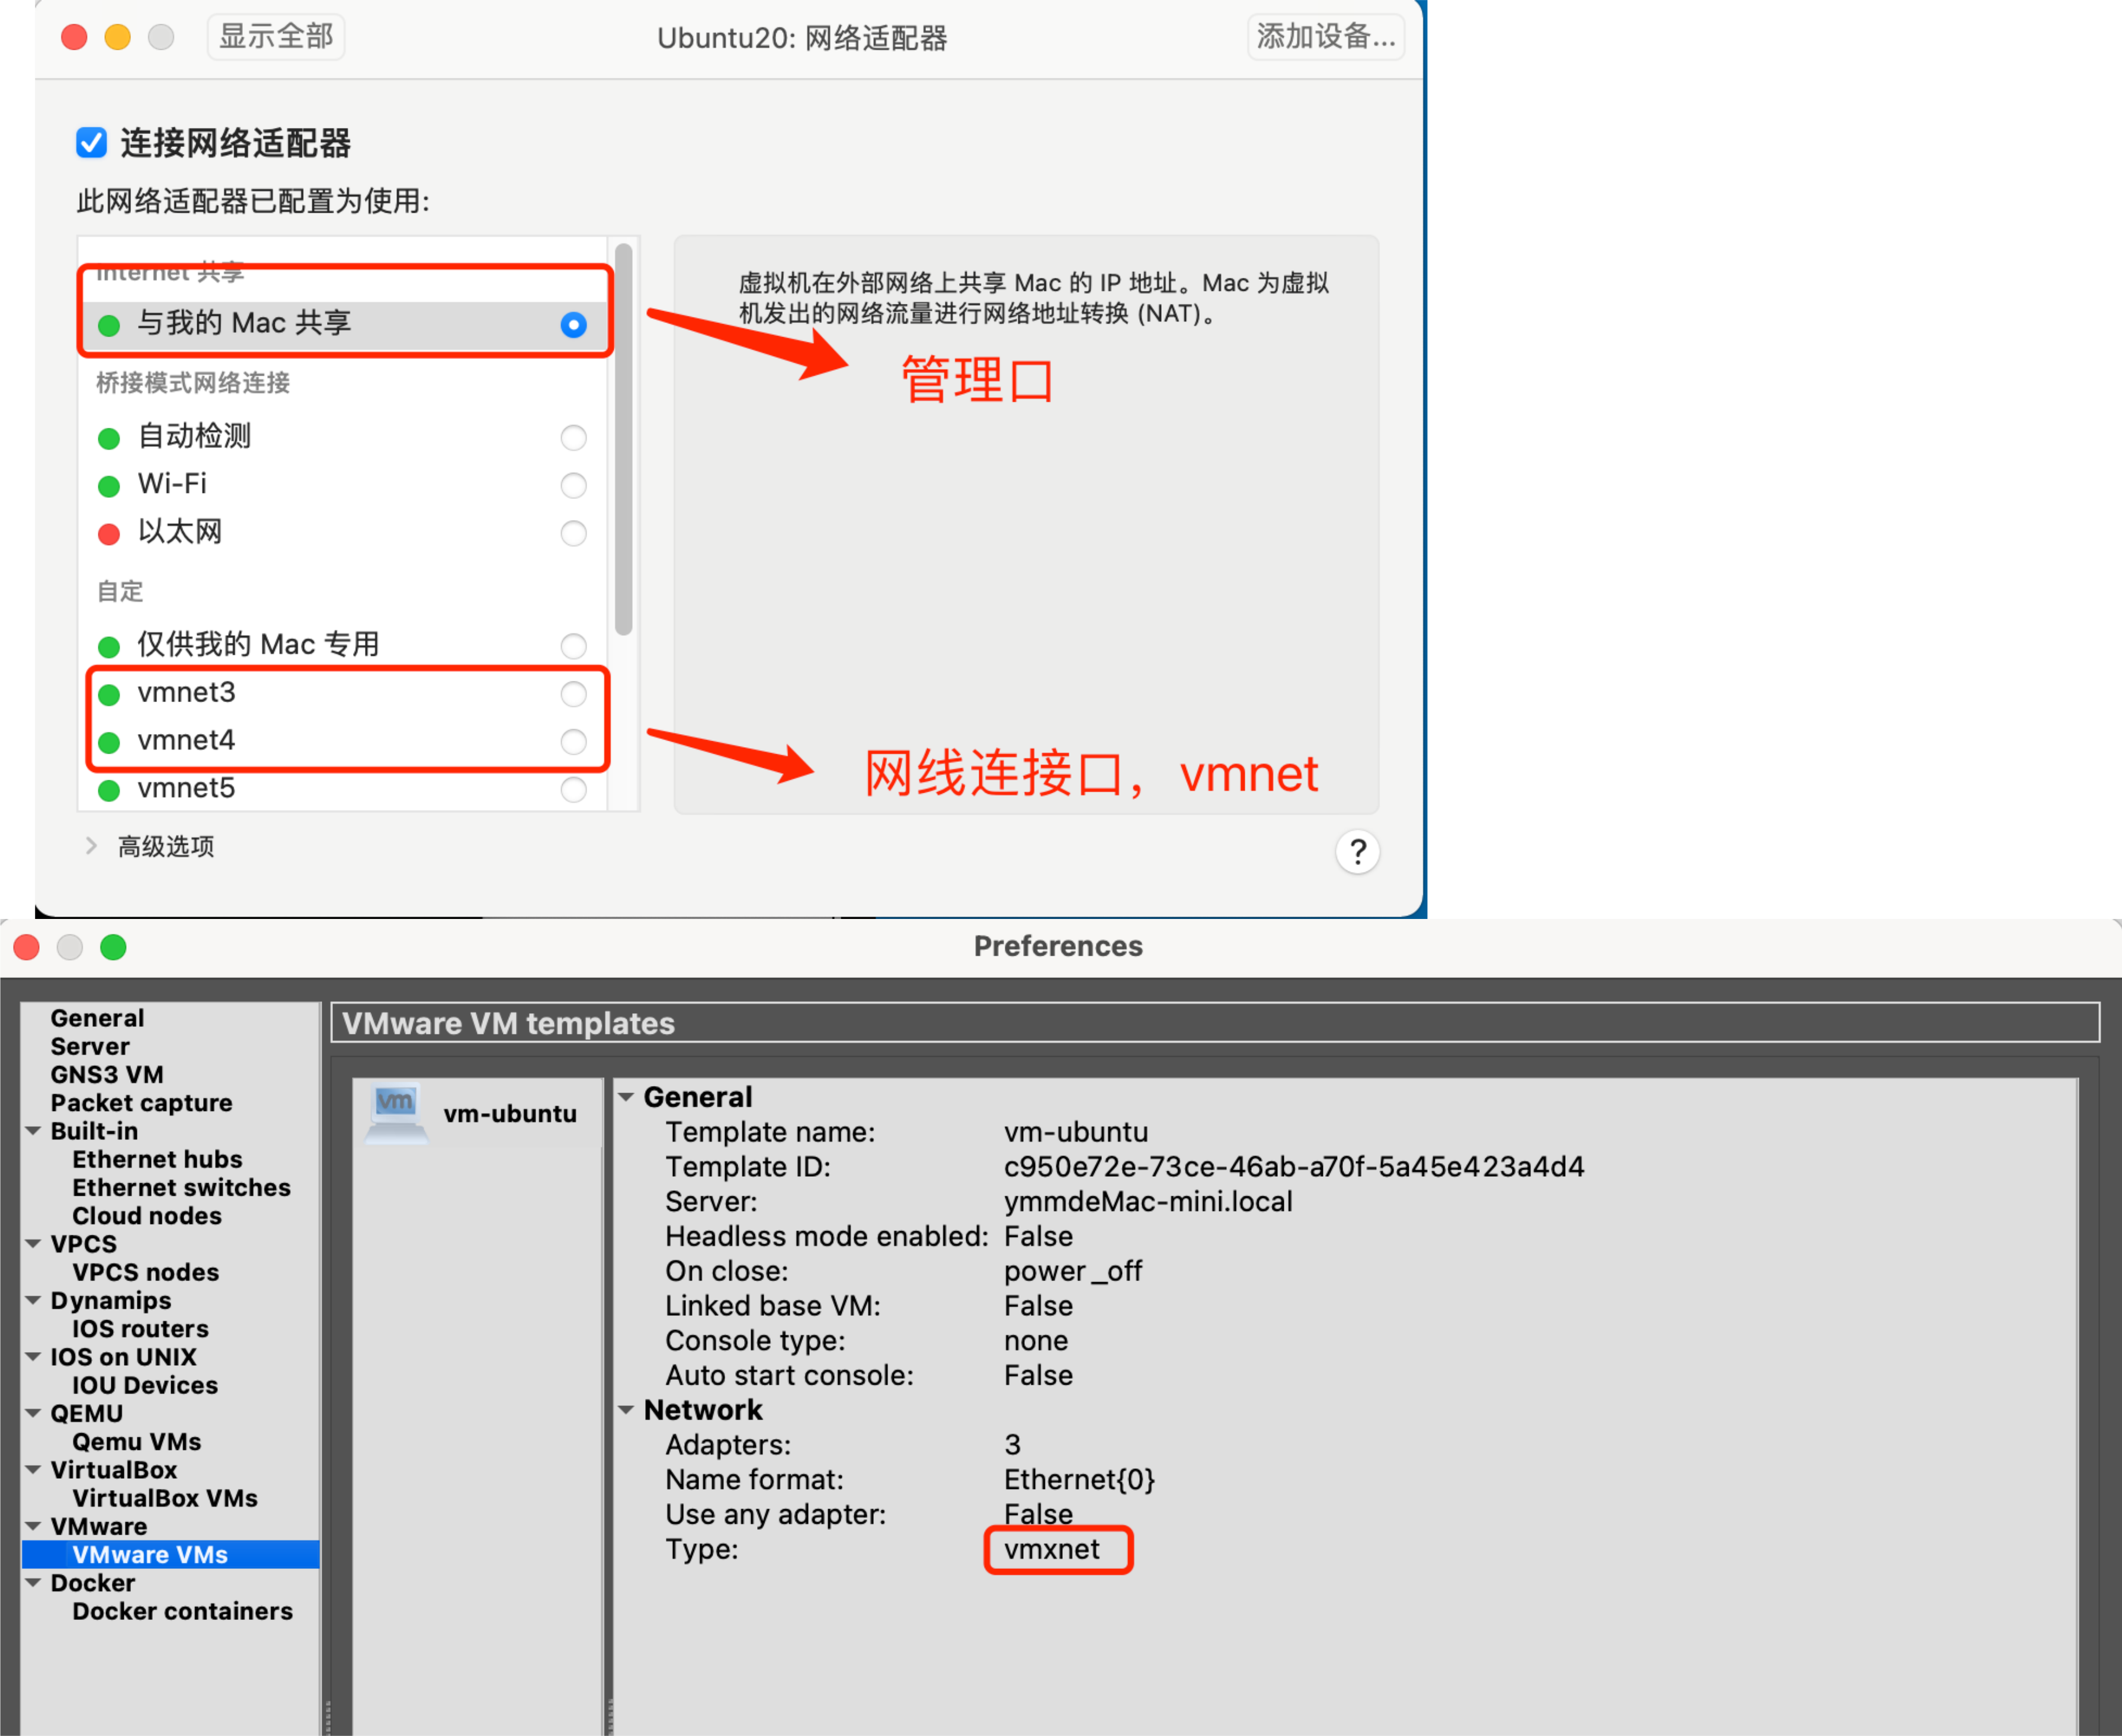 显示全部
Ubuntu20: 网络适配器
添加设备...
连接网络适配器
此网络适配器已配置为使用:
Internet 共享
与我的 Mac 共享
桥接模式网络连接
自动检测
Wi-Fi
以太网
自定
仅供我的 Mac 专用
vmnet3
vmnet4
vmnet5
虚拟机在外部网络上共享 Mac 的 IP 地址。Mac 为虚拟
机发出的网络流量进行网络地址转换 (NAT)。
管理口
网线连接口，vmnet
高级选项
?
Preferences
General
Server
GNS3 VM
Packet capture
Built-in
Ethernet hubs
Ethernet switches
Cloud nodes
VPCS
VPCS nodes
Dynamips
IOS routers
IOS on UNIX
IOU Devices
QEMU
Qemu VMs
VirtualBox
VirtualBox VMs
VMware
VMware VMs
Docker
Docker containers
VMware VM templates
vm
vm-ubuntu
General
Template name: vm-ubuntu
Template ID: c950e72e-73ce-46ab-a70f-5a45e423a4d4
Server: ymmdeMac-mini.local
Headless mode enabled: False
On close: power_off
Linked base VM: False
Console type: none
Auto start console: False
Network
Adapters: 3
Name format: Ethernet{0}
Use any adapter: False
Type: vmxnet